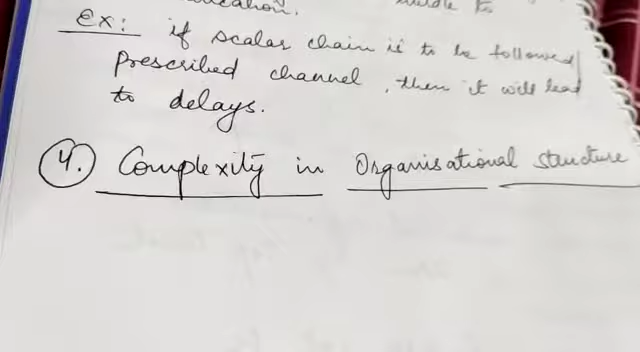 Ex: if scalar chain is to be followed/
prescribed channel, then it will lead
to delays.
4. Complexity in Organisational structure